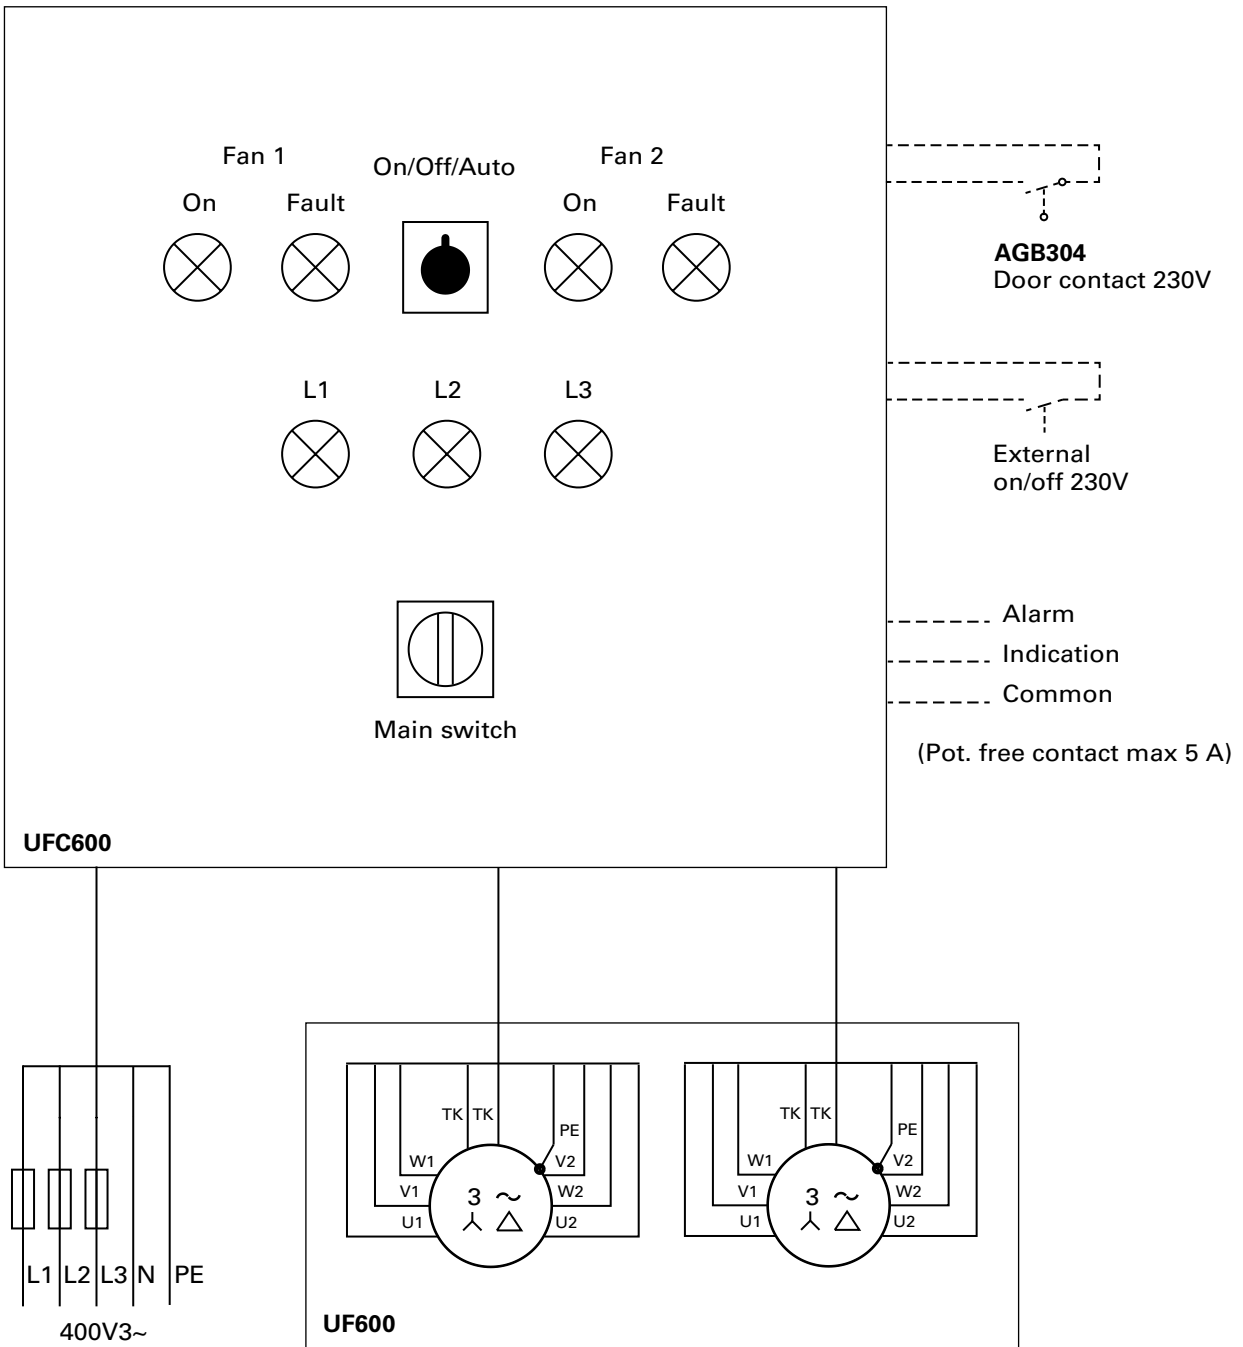 Fan 1
On/Off/Auto
Fan 2
On
Fault
On
Fault
AGB304
Door contact 230V
L1
L2
L3
External
on/off 230V
Alarm
Indication
Common
Main switch
(Pot. free contact max 5 A)
UFC600
TK TK
PE
W1
V2
V1
3 ~
W2
U1
U2
TK TK
PE
W1
V2
V1
3 ~
W2
U1
U2
L1 L2 L3 N PE
400V3~
UF600